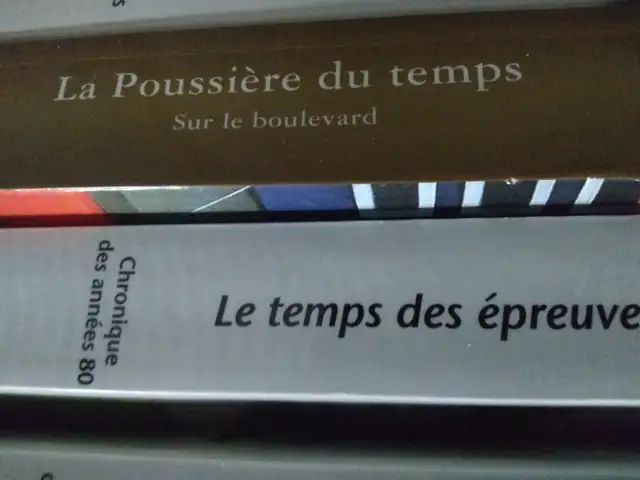 La Poussière du temps
Sur le boulevard
Chronique
des années 80
Le temps des épreuve